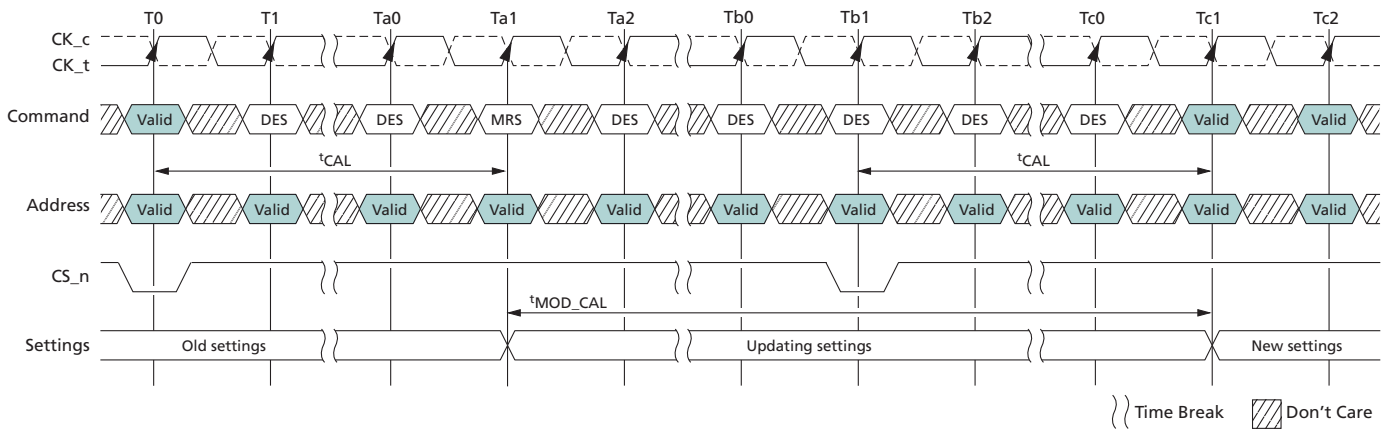 T0 T1 Ta0 Ta1 Ta2 Tb0 Tb1 Tb2 Tc0 Tc1 Tc2
CK_c
CK_t
Command Valid DES DES MRS DES DES DES DES DES Valid Valid
tCAL tCAL
Address Valid Valid Valid Valid Valid Valid Valid Valid Valid Valid Valid
CS_n
tMOD_CAL
Settings Old settings Updating settings New settings
Time Break Don't Care